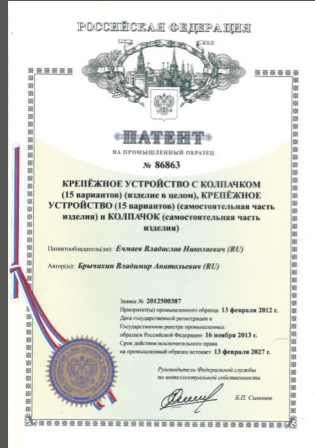 РОССИЙСКАЯ ФЕДЕРАЦИЯ
ПАТЕНТ
НА ПРОМЫШЛЕННЫЙ ОБРАЗЕЦ
№ 86863
КРЕПЁЖНОЕ УСТРОЙСТВО С КОЛПАЧКОМ
(15 вариантов) (изделие в целом), КРЕПЁЖНОЕ
УСТРОЙСТВО (15 вариантов) (самостоятельная часть
изделия) и КОЛПАЧОК (самостоятельная часть
изделия)
Патентообладатель(ли): Ечмаев Владислав Николаевич (RU)
Автор(ы): Брычихин Владимир Анатольевич (RU)
Заявка № 2012500387
Приоритет(ы) промышленного образца 13 февраля 2012 г.
Дата государственной регистрации в
Государственном реестре промышленных
образцов Российской Федерации 16 ноября 2013 г.
Срок действия исключительного права
на промышленный образец истекает 13 февраля 2027 г.
Руководитель Федеральной службы
по интеллектуальной собственности
Б.П. Симонов